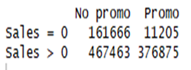 No promo Promo
Sales = 0 161666 11205
Sales > 0 467463 376875